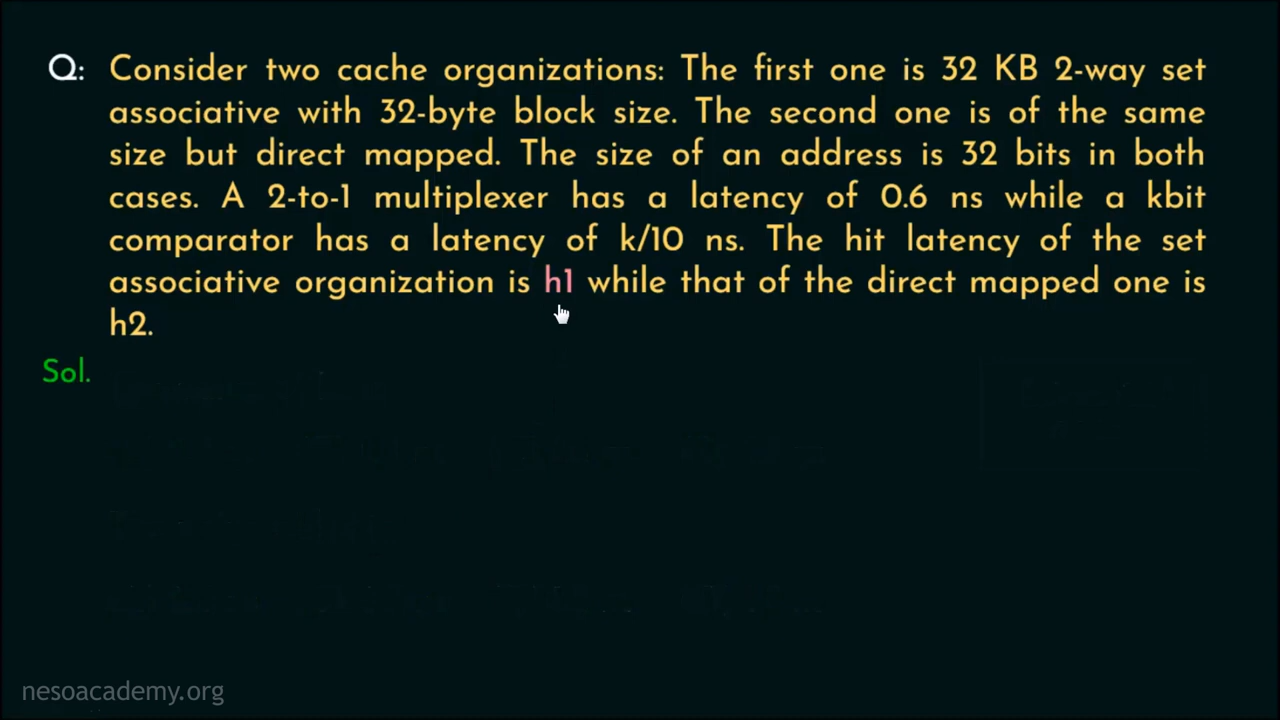 Q: Consider two cache organizations: The first one is 32 KB 2-way set
associative with 32-byte block size. The second one is of the same
size but direct mapped. The size of an address is 32 bits in both
cases. A 2-to-1 multiplexer has a latency of 0.6 ns while a kbit
comparator has a latency of k/10 ns. The hit latency of the set
associative organization is h1 while that of the direct mapped one is
h2.
Sol.
nesoacademy.org